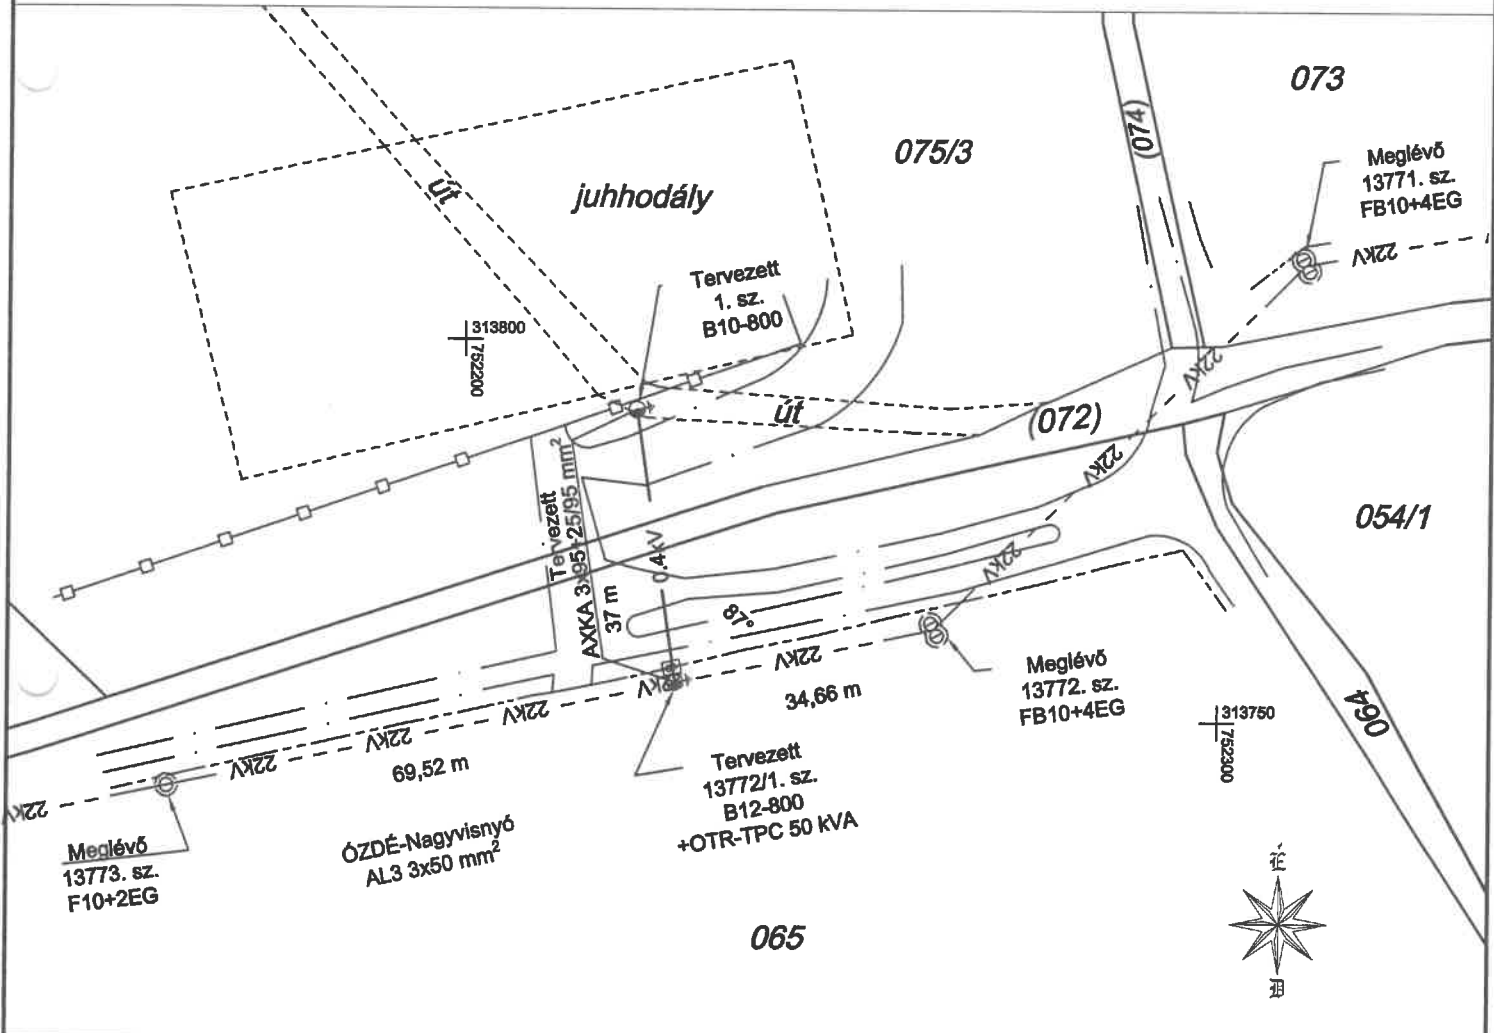 073
(074)
075/3
Meglévő
13771. sz.
FB10+4EG
út
juhhodály
22kV
Tervezett
1. sz.
B10-800
313800
752200
22kV
út
(072)
22kV
054/1
Tervezett
AXKA 3x95+25/95 mm²
37 m
0.4 kV
22kV
87°
22kV
Meglévő
13772. sz.
FB10+4EG
34,66 m
22kV
22kV
22kV
69,52 m
22kV
313750
752300
064
Tervezett
13772/1. sz.
B12-800
+OTR-TPC 50 kVA
Meglévő
13773. sz.
F10+2EG
ÓZDÉ-Nagyvisnyó
AL3 3x50 mm²
065
É
D